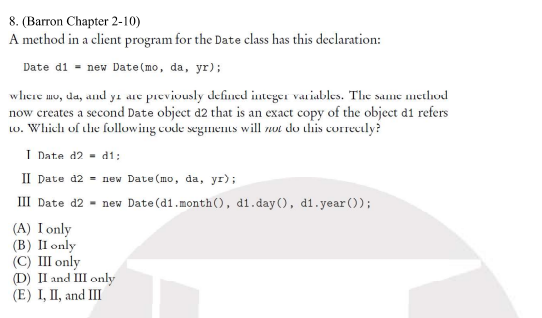 8. (Barron Chapter 2-10)
A method in a client program for the Date class has this declaration:
Date d1 = new Date(mo, da, yr);
where mo, da, and yr are previously defined integer variables. The same method
now creates a second Date object d2 that is an exact copy of the object d1 refers
to. Which of the following code segments will not do this correctly?
I Date d2 = d1;
II Date d2 = new Date(mo, da, yr);
III Date d2 = new Date(d1.month(), d1.day(), d1.year());
(A) I only
(B) II only
(C) III only
(D) II and III only
(E) I, II, and III